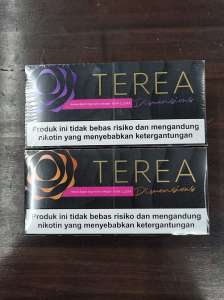 TEREA
Dimensions
Produk ini tidak bebas risiko dan mengandung
nikotin yang menyebabkan ketergantungan
TEREA
Dimensions
Produk ini tidak bebas risiko dan mengandung
nikotin yang menyebabkan ketergantungan